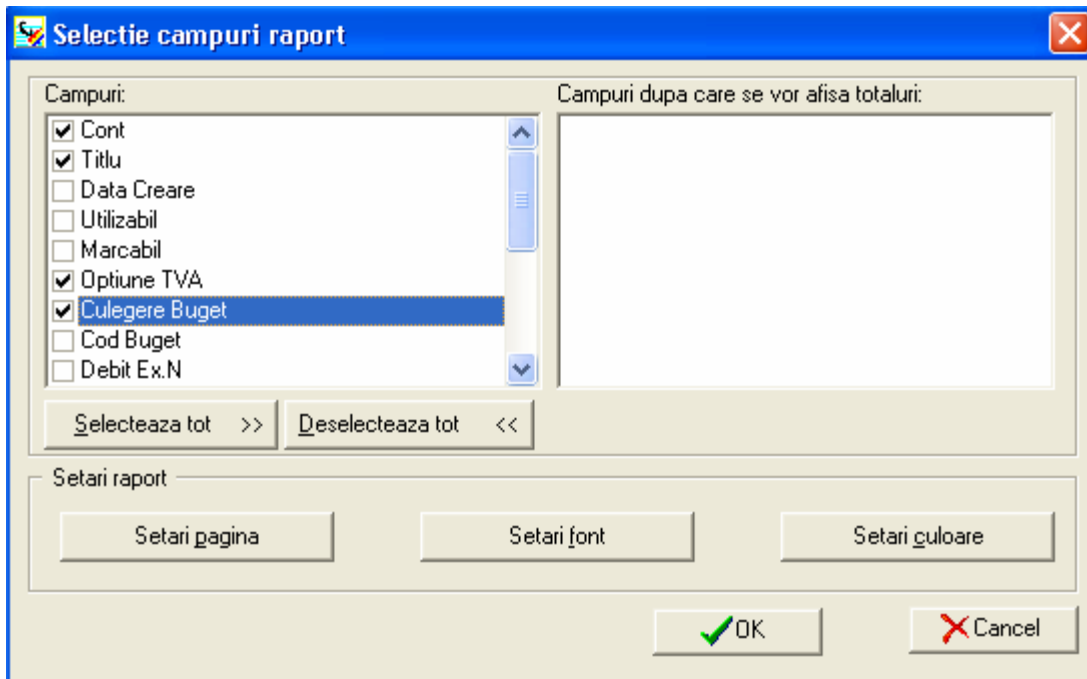 Selectie campuri raport
Campuri:
Campuri dupa care se vor afisa totaluri:
Cont
Titlu
Data Creare
Utilizabil
Marcabil
Optiune TVA
Culegere Buget
Cod Buget
Debit Ex.N
Selecteaza tot >>
Deselecteaza tot <<
Setari raport
Setari pagina
Setari font
Setari culoare
OK
Cancel